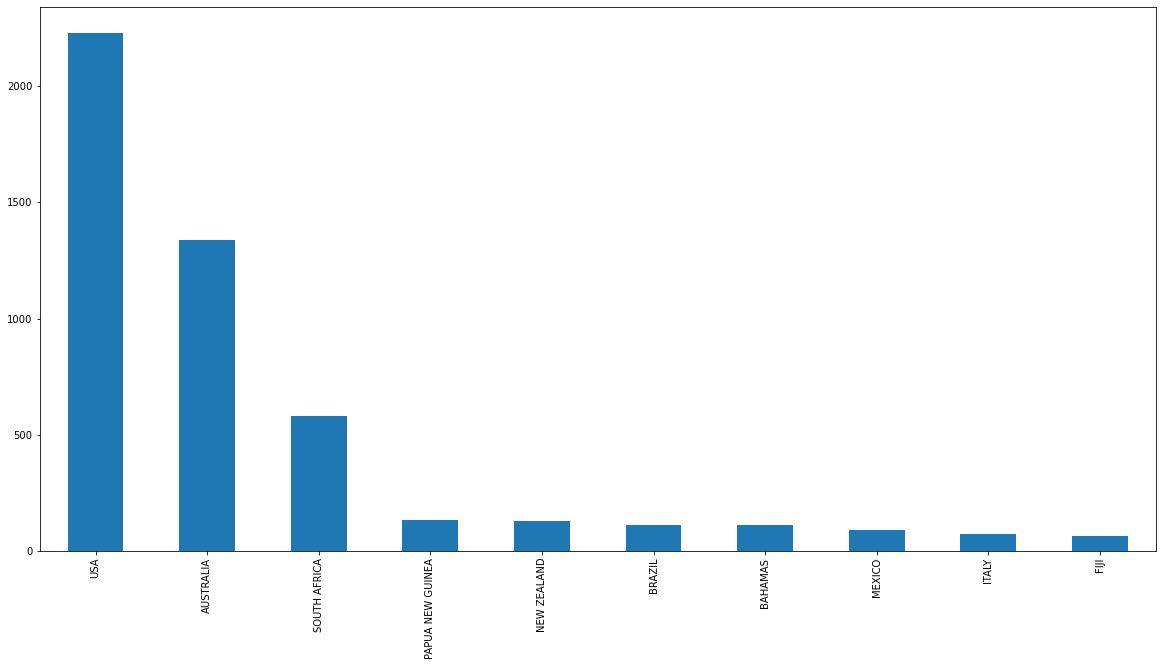 2000
1500
1000
500
0
USA
AUSTRALIA
SOUTH AFRICA
PAPUA NEW GUINEA
NEW ZEALAND
BRAZIL
BAHAMAS
MEXICO
ITALY
FIJI